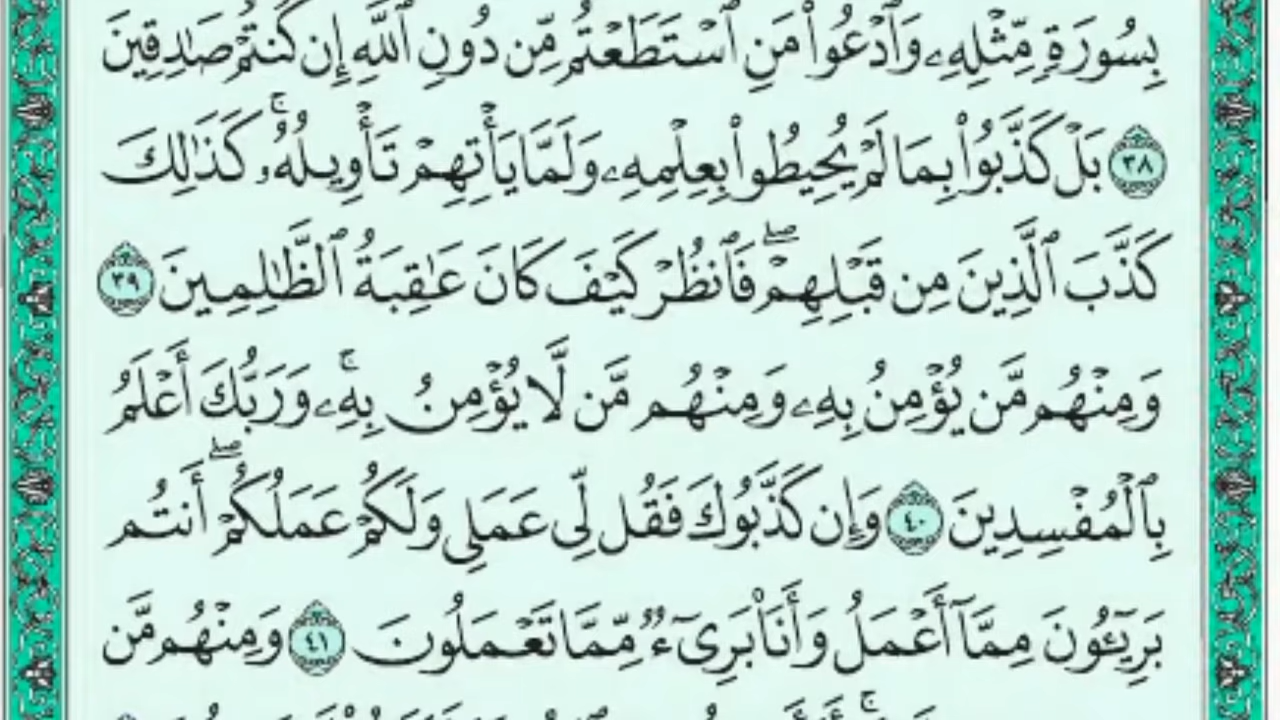 بِسُورَةٍ مِّثْلِهِۦ وَٱدْعُوا۟ مَنِ ٱسْتَطَعْتُم مِّن دُونِ ٱللَّهِ إِن كُنتُمْ صَٰدِقِينَ
٣٨ بَلْ كَذَّبُوا۟ بِمَا لَمْ يُحِيطُوا۟ بِعِلْمِهِۦ وَلَمَّا يَأْتِهِمْ تَأْوِيلُهُۥ ۚ كَذَٰلِكَ
كَذَّبَ ٱلَّذِينَ مِن قَبْلِهِمْ ۖ فَٱنظُرْ كَيْفَ كَانَ عَٰقِبَةُ ٱلظَّٰلِمِينَ ٣٩
وَمِنْهُم مَّن يُؤْمِنُ بِهِۦ وَمِنْهُم مَّن لَّا يُؤْمِنُ بِهِۦ ۚ وَرَبُّكَ أَعْلَمُ
بِٱلْمُفْسِدِينَ ٤٠ وَإِن كَذَّبُوكَ فَقُل لِّى عَمَلِى وَلَكُمْ عَمَلُكُمْ ۖ أَنتُم
بَرِيٓـُٔونَ مِمَّآ أَعْمَلُ وَأَنَا۠ بَرِىٓءٌ مِّمَّا تَعْمَلُونَ ٤١ وَمِنْهُم مَّن